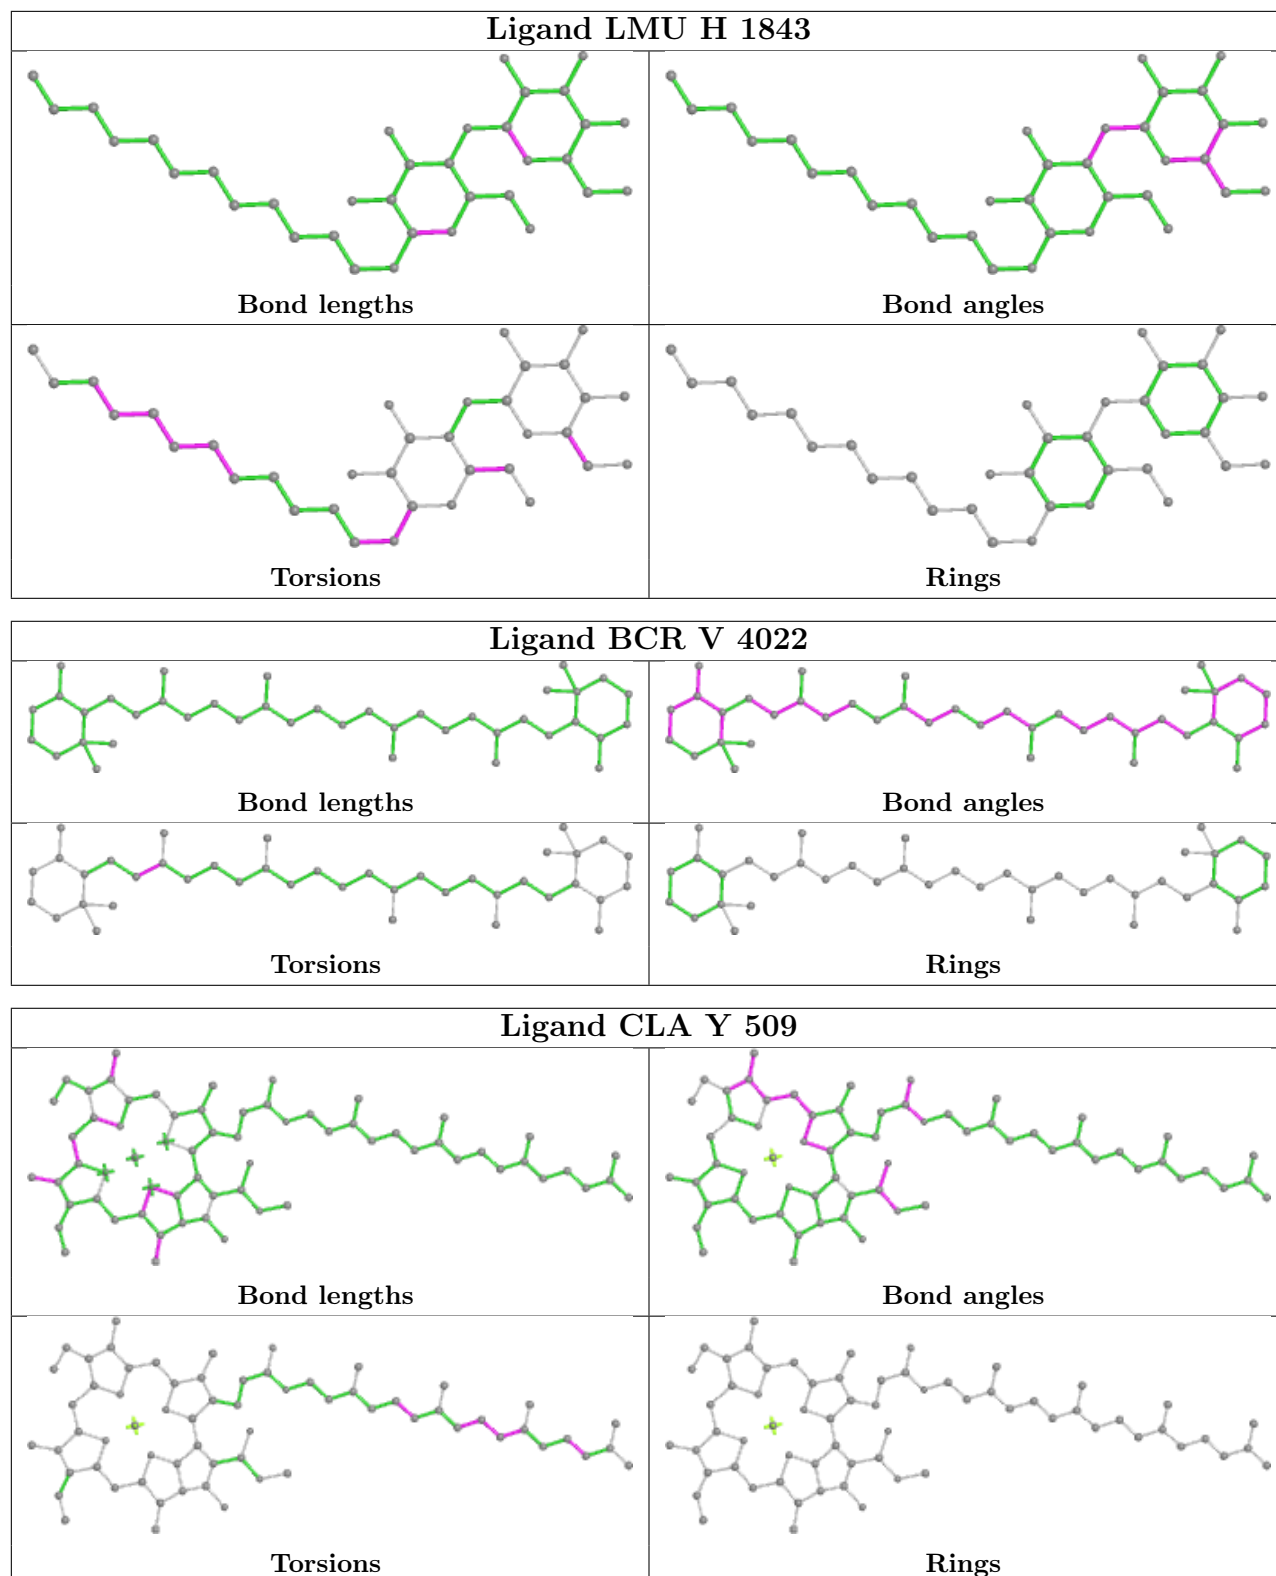 Ligand LMU H 1843
Bond lengths
Bond angles
Torsions
Rings
Ligand BCR V 4022
Bond lengths
Bond angles
Torsions
Rings
Ligand CLA Y 509
Bond lengths
Bond angles
Torsions
Rings